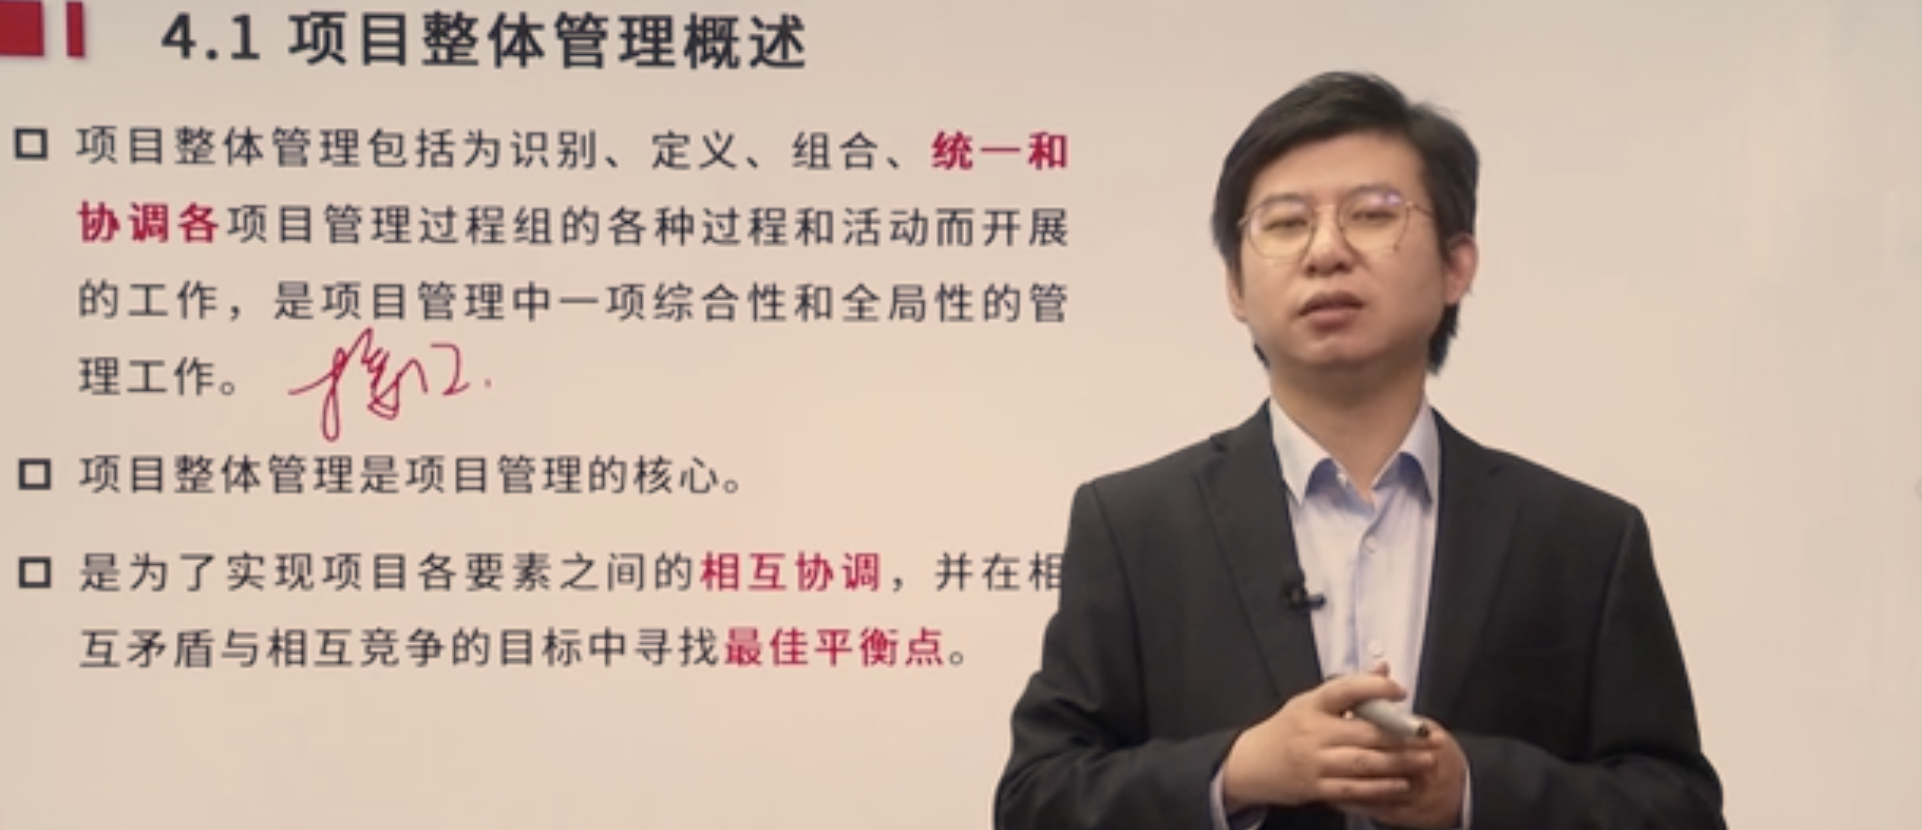 4.1 项目整体管理概述
项目整体管理包括为识别、定义、组合、统一和
协调各项目管理过程组的各种过程和活动而开展
的工作，是项目管理中一项综合性和全局性的管
理工作。
项目整体管理是项目管理的核心。
是为了实现项目各要素之间的相互协调，并在相
互矛盾与相互竞争的目标中寻找最佳平衡点。